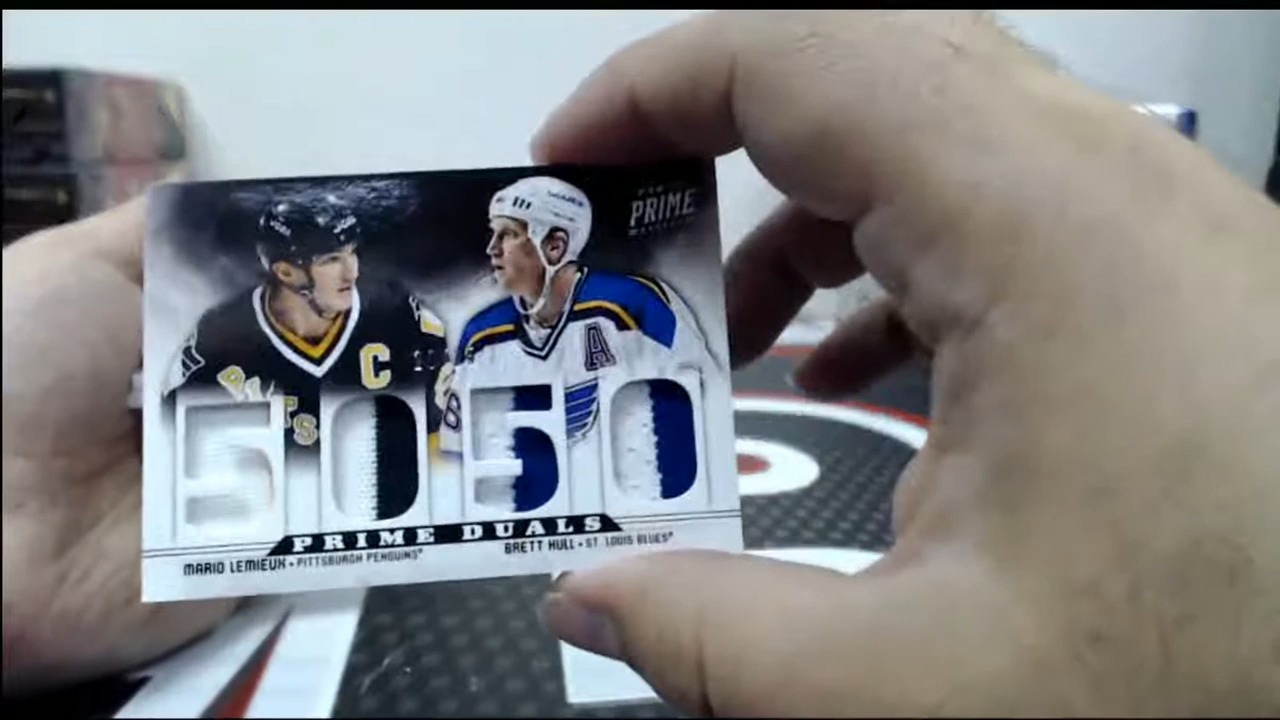 PRIME
C
A
5050
PRIME DUALS
MARIO LEMIEUX • PITTSBURGH PENGUINS®
BRETT HULL • ST. LOUIS BLUES®